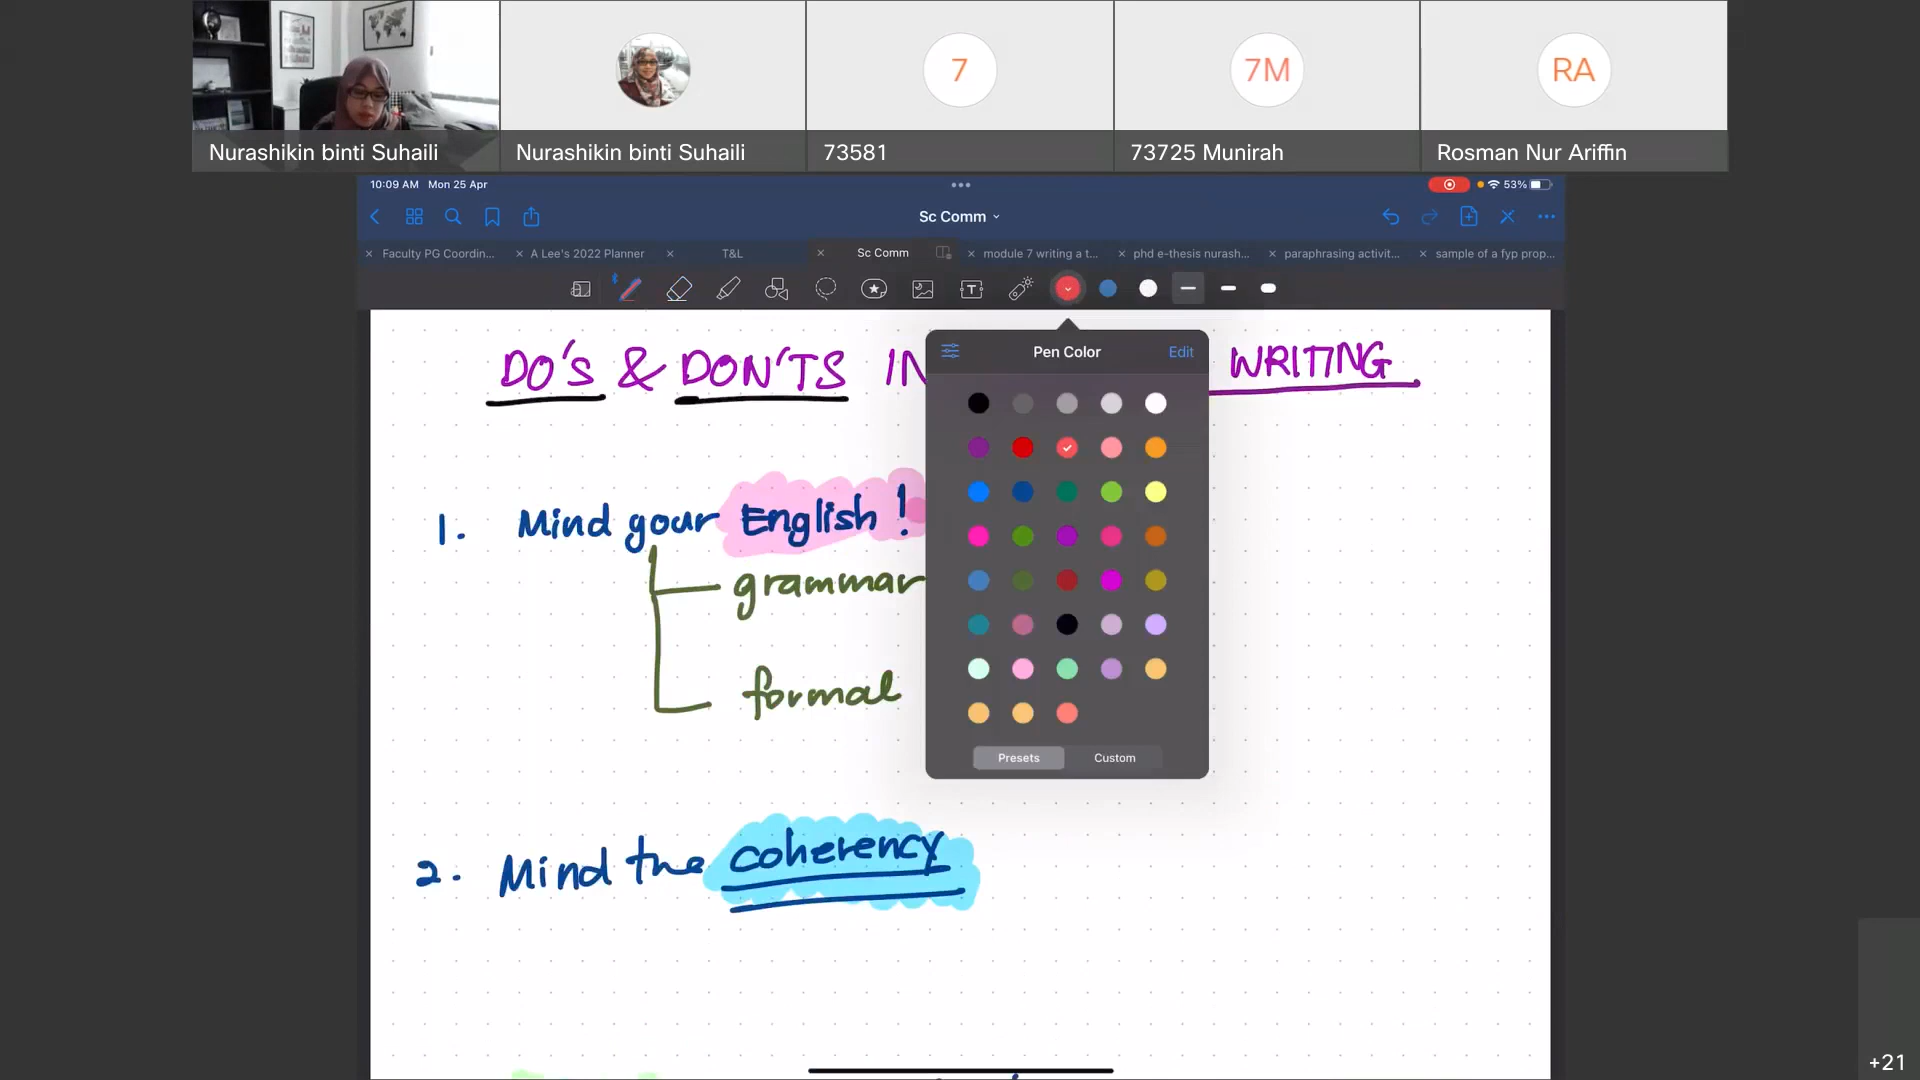 Nurashikin binti Suhaili
Nurashikin binti Suhaili
7
73581
7M
73725 Munirah
RA
Rosman Nur Ariffin
10:09 AM Mon 25 Apr
53%
Sc Comm
Faculty PG Coordin...
A Lee's 2022 Planner
T&L
Sc Comm
module 7 writing a t...
phd e-thesis nurash...
paraphrasing activit...
sample of a fyp prop...
DO'S & DON'TS IN WRITING
Pen Color
Edit
1. Mind your English!
grammar
formal
Presets
Custom
2. Mind the coherency
+21